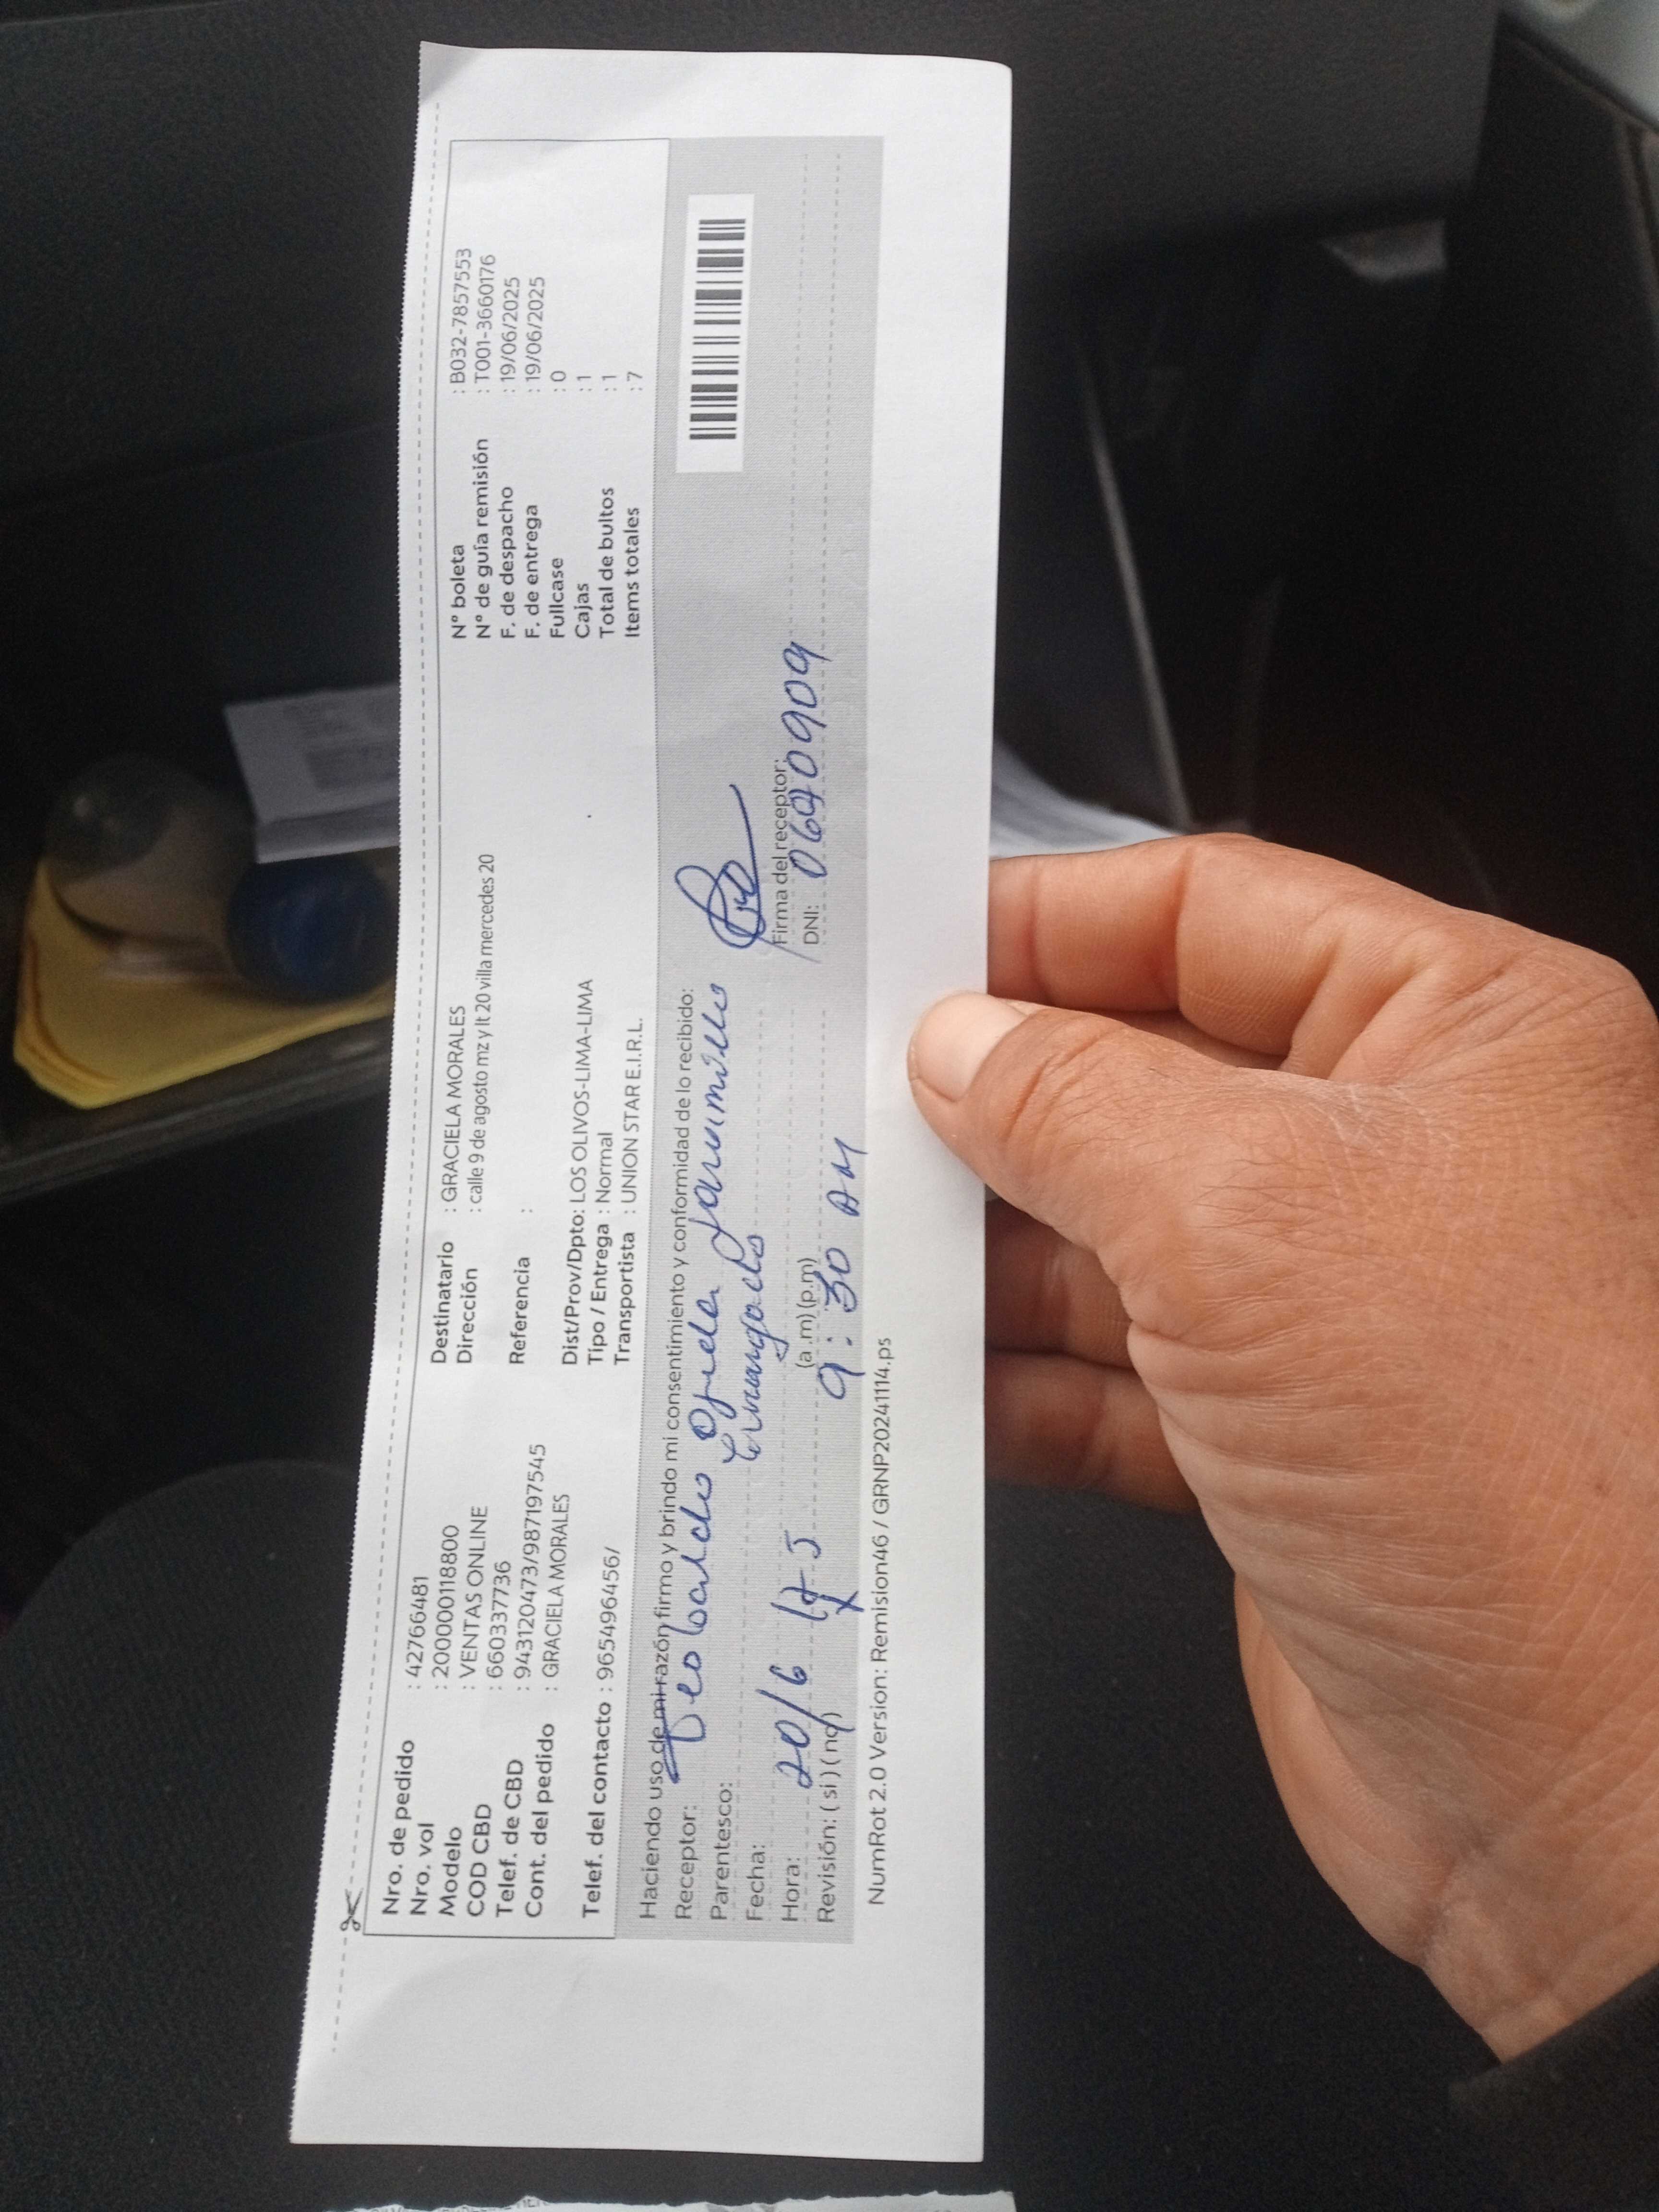 Nro. de pedido : 42766481
Nro. vol : 20000011880​0
Modelo : VENTAS ONLINE
COD CBD : 660337736
Telef. de CBD : 943120473/987197545
Cont. del pedido : GRACIELA MORALES
Telef. del contacto : 965496456/
Destinatario : GRACIELA MORALES
Dirección : calle 9 de agosto mz y lt 20 villa mercedes 20
Referencia :
Dist/Prov/Dpto: LOS OLIVOS-LIMA-LIMA
Tipo / Entrega : Normal
Transportista : UNION STAR E.I.R.L.
N° boleta : B032-7857553
N° de guía remisión : T001-3660176
F. de despacho : 19/06/2025
F. de entrega : 19/06/2025
Fullcase : 0
Cajas : 1
Total de bultos : 1
Items totales : 7
Haciendo uso de mi razón firmo y brindo mi consentimiento y conformidad de lo recibido:
Receptor: Teobaldo Ojeda Jaramillo
Parentesco: Encargado
Fecha:
Hora: 20/6 (a .m) (p.m)
Revisión: ( si ) ( no ) 9:30 AM
Firma del receptor:
DNI:
NumRot 2.0 Version: Remision46 / GRNP20241114.ps